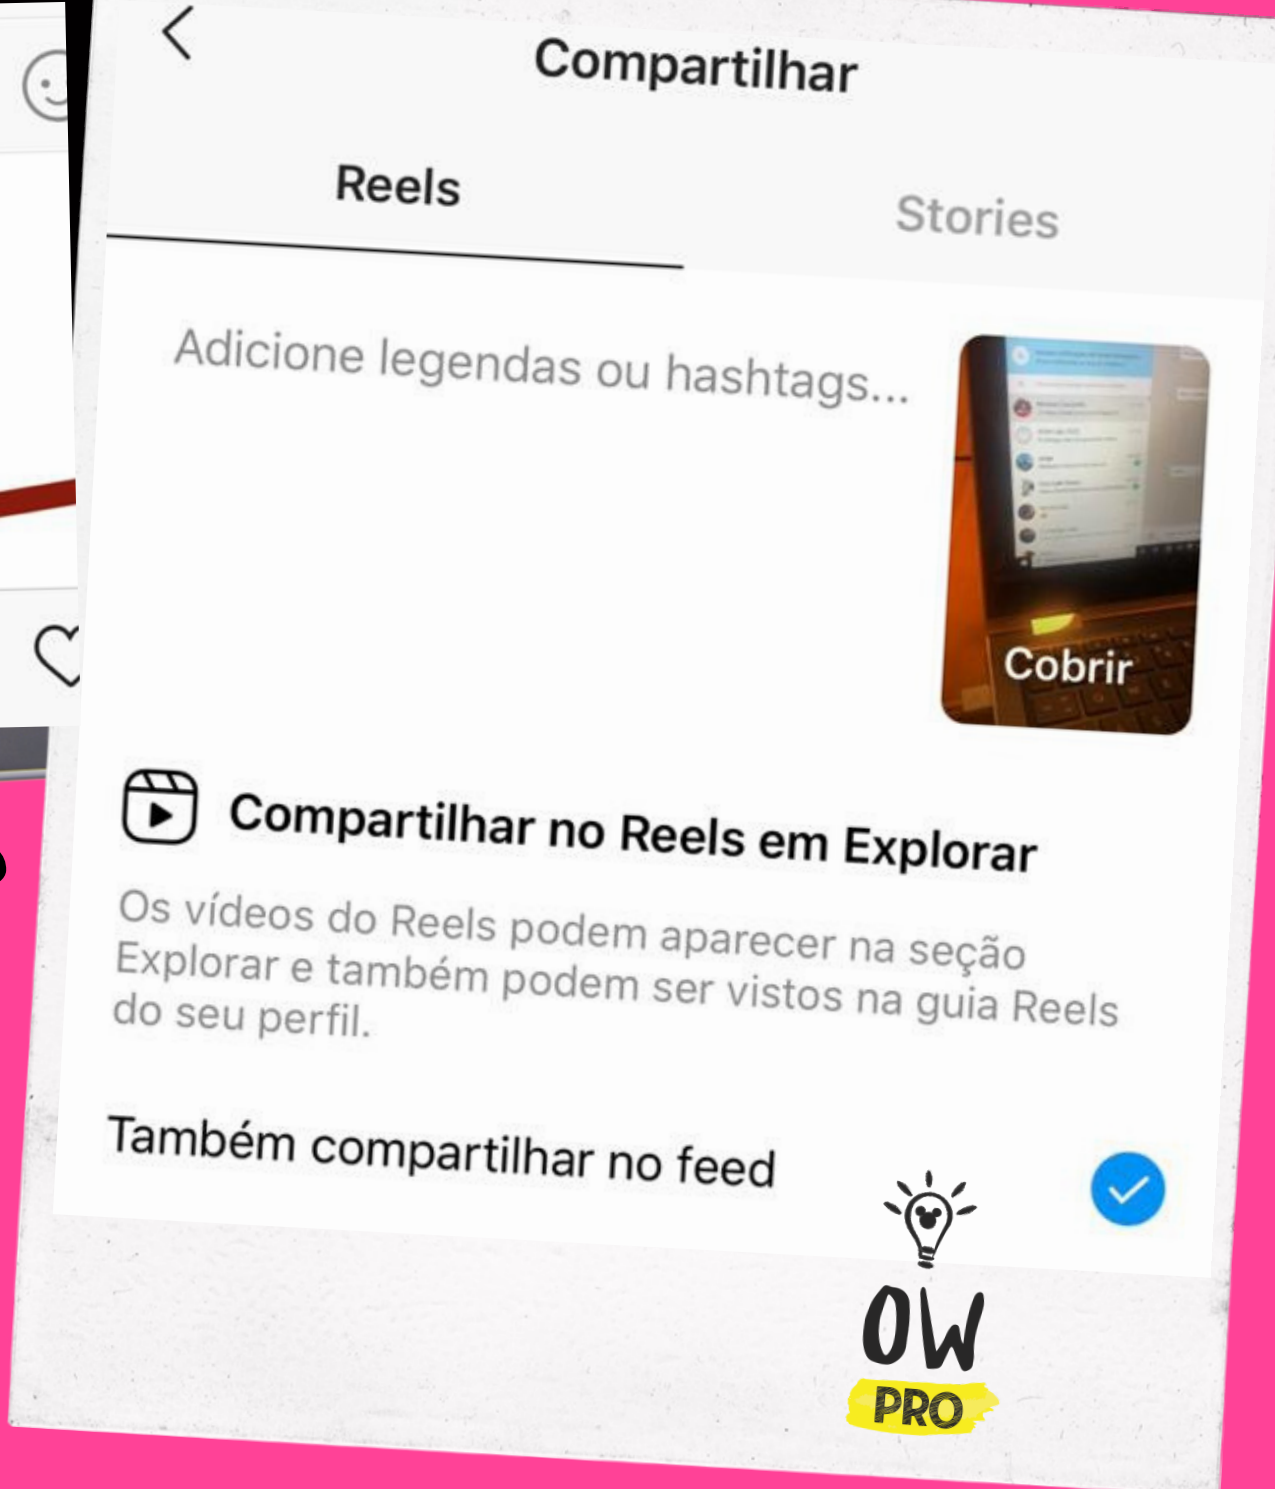 Compartilhar
Reels
Stories
Adicione legendas ou hashtags...
Cobrir
Compartilhar no Reels em Explorar
Os vídeos do Reels podem aparecer na seção
Explorar e também podem ser vistos na guia Reels
do seu perfil.
Também compartilhar no feed
OW
PRO